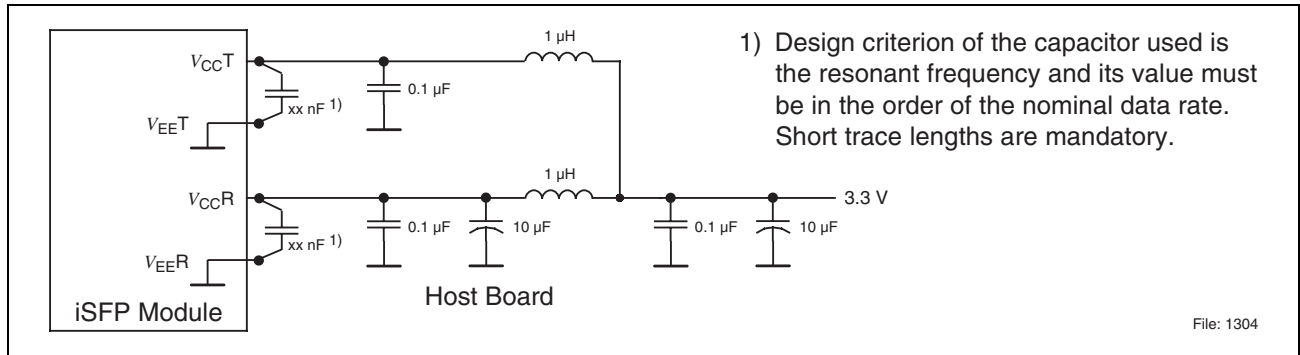 1 µH
1) Design criterion of the capacitor used is
the resonant frequency and its value must
be in the order of the nominal data rate.
Short trace lengths are mandatory.
VCCT
0.1 µF
xx nF 1)
VEET
1 µH
VCCR
3.3 V
0.1 µF
10 µF
0.1 µF
10 µF
xx nF 1)
VEER
Host Board
iSFP Module
File: 1304